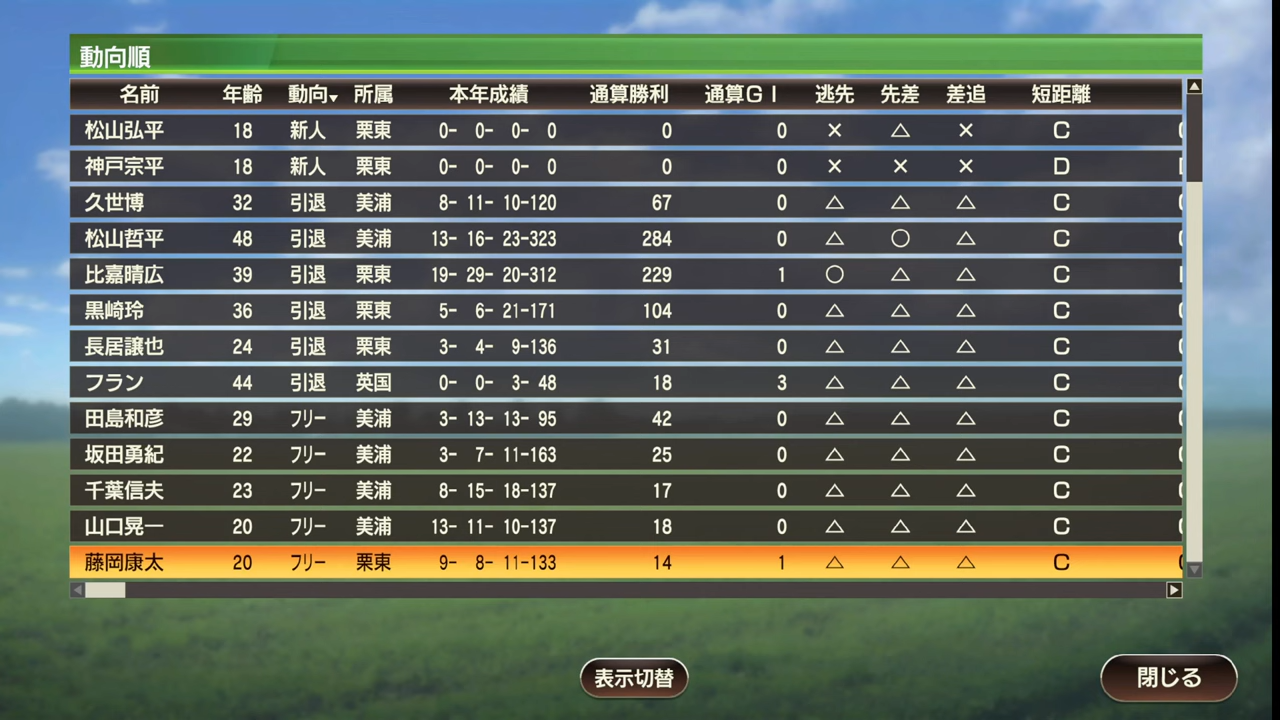 動向順
名前 年齢 動向▼ 所属 本年成績 通算勝利 通算GⅠ 逃先 先差 差追 短距離
松山弘平 18 新人 栗東 0- 0- 0- 0 0 0 × △ × C
神戸宗平 18 新人 栗東 0- 0- 0- 0 0 0 × × × D
久世博 32 引退 美浦 8- 11- 10-120 67 0 △ △ △ C
松山哲平 48 引退 美浦 13- 16- 23-323 284 0 △ ○ △ C
比嘉晴広 39 引退 栗東 19- 29- 20-312 229 1 ○ △ △ C
黒崎玲 36 引退 栗東 5- 6- 21-171 104 0 △ △ △ C
長居譲也 24 引退 栗東 3- 4- 9-136 31 0 △ △ △ C
フラン 44 引退 英国 0- 0- 3- 48 18 3 △ △ △ C
田島和彦 29 フリー 美浦 3- 13- 13- 95 42 0 △ △ △ C
坂田勇紀 22 フリー 美浦 3- 7- 11-163 25 0 △ △ △ C
千葉信夫 23 フリー 美浦 8- 15- 18-137 17 0 △ △ △ C
山口晃一 20 フリー 美浦 13- 11- 10-137 18 0 △ △ △ C
藤岡康太 20 フリー 栗東 9- 8- 11-133 14 1 △ △ △ C
表示切替
閉じる